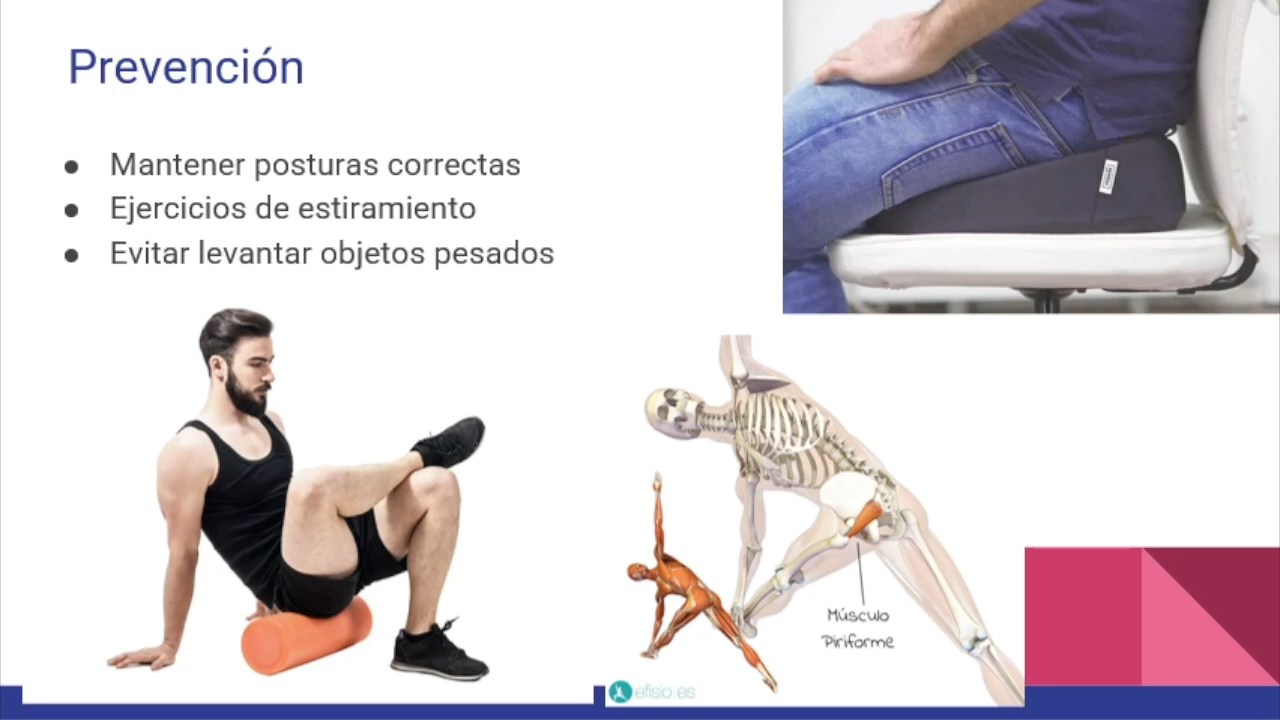 Prevención
● Mantener posturas correctas
● Ejercicios de estiramiento
● Evitar levantar objetos pesados
Músculo
Piriforme
efisio.es